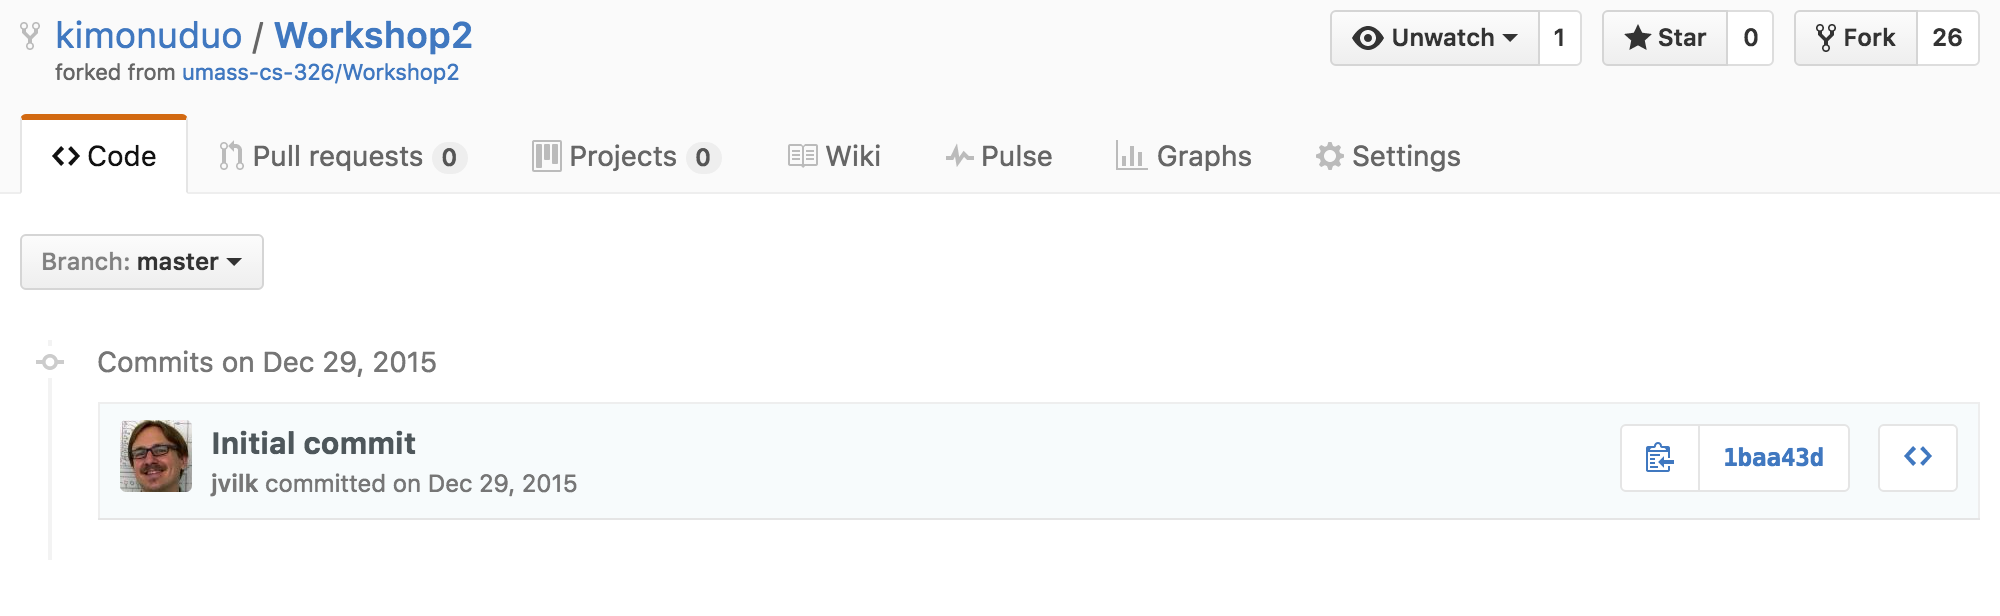 kimonuduo / Workshop2
forked from umass-cs-326/Workshop2
Unwatch 1
Star 0
Fork 26
Code
Pull requests 0
Projects 0
Wiki
Pulse
Graphs
Settings
Branch: master
Commits on Dec 29, 2015
Initial commit
jvilk committed on Dec 29, 2015
1baa43d